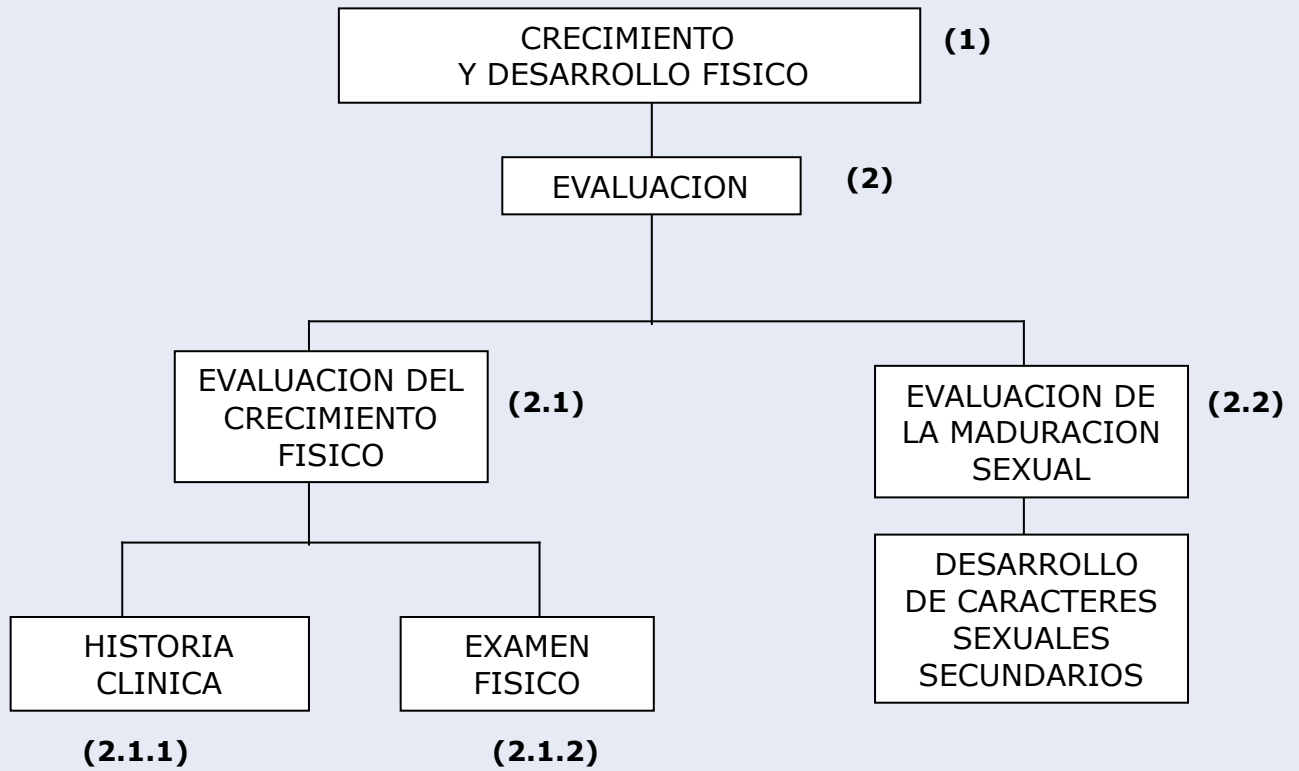 CRECIMIENTO
Y DESARROLLO FISICO
(1)
EVALUACION
(2)
EVALUACION DEL
CRECIMIENTO
FISICO
(2.1)
EVALUACION DE
LA MADURACION
SEXUAL
(2.2)
HISTORIA
CLINICA
(2.1.1)
EXAMEN
FISICO
(2.1.2)
DESARROLLO
DE CARACTERES
SEXUALES
SECUNDARIOS